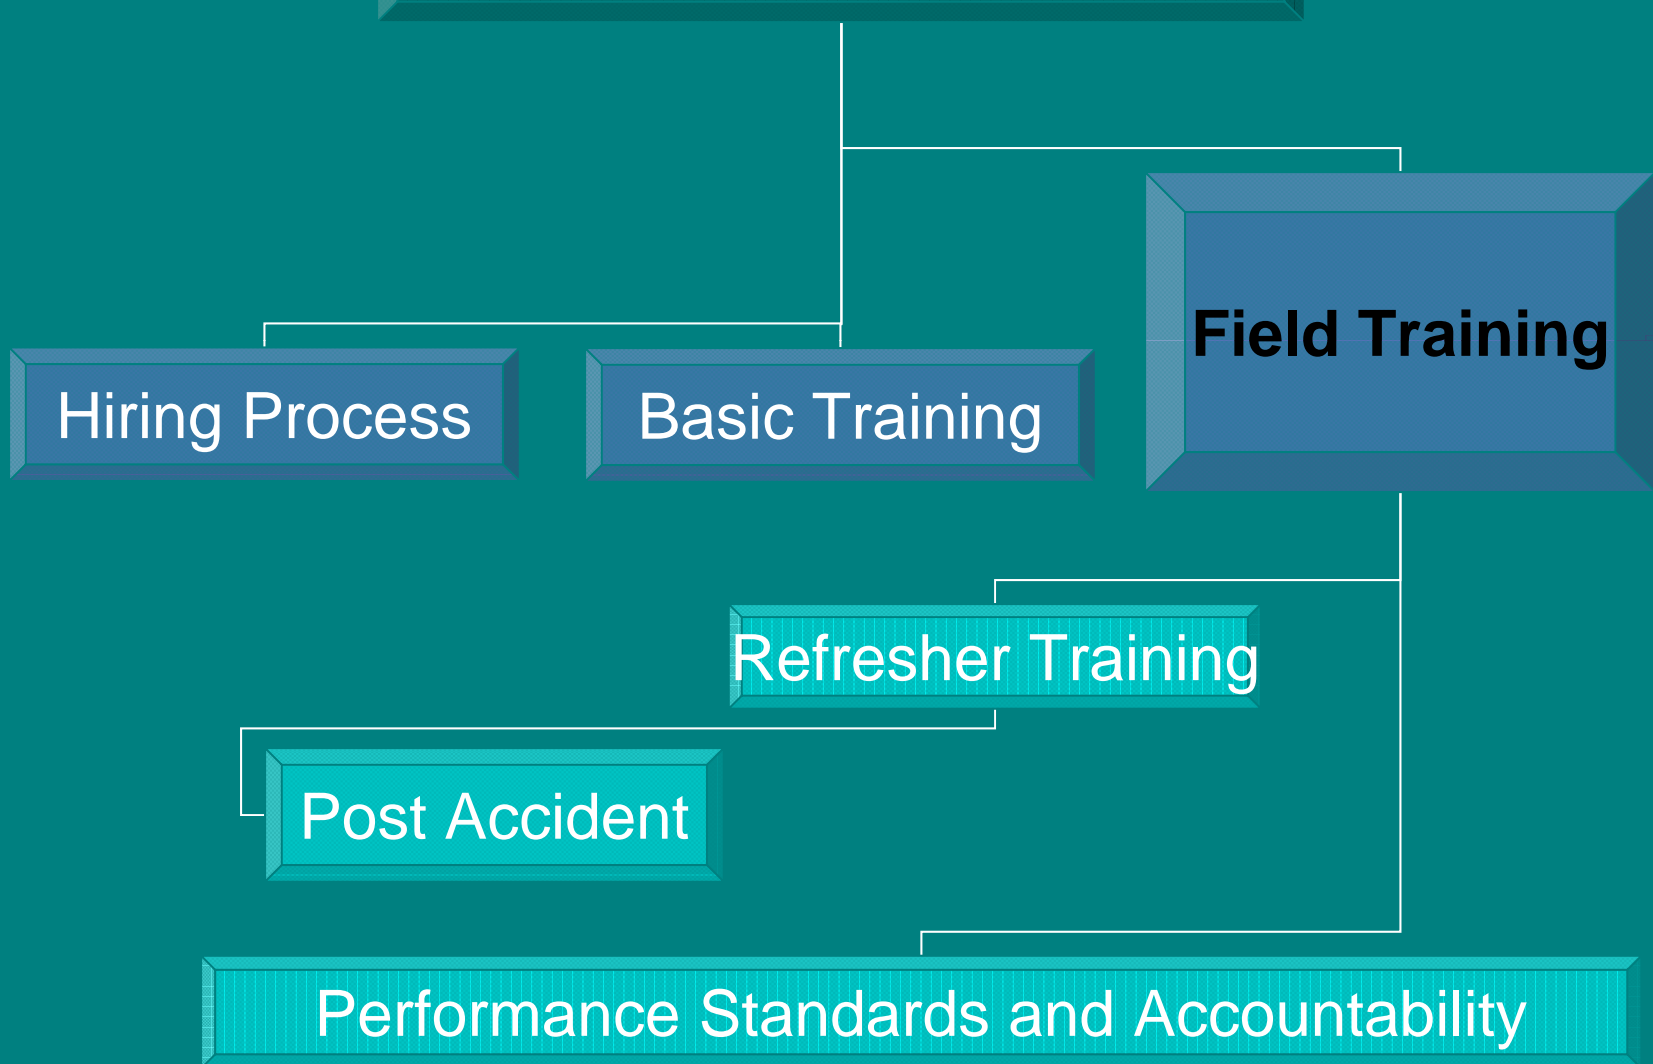 Field Training
Hiring Process
Basic Training
Refresher Training
Post Accident
Performance Standards and Accountability